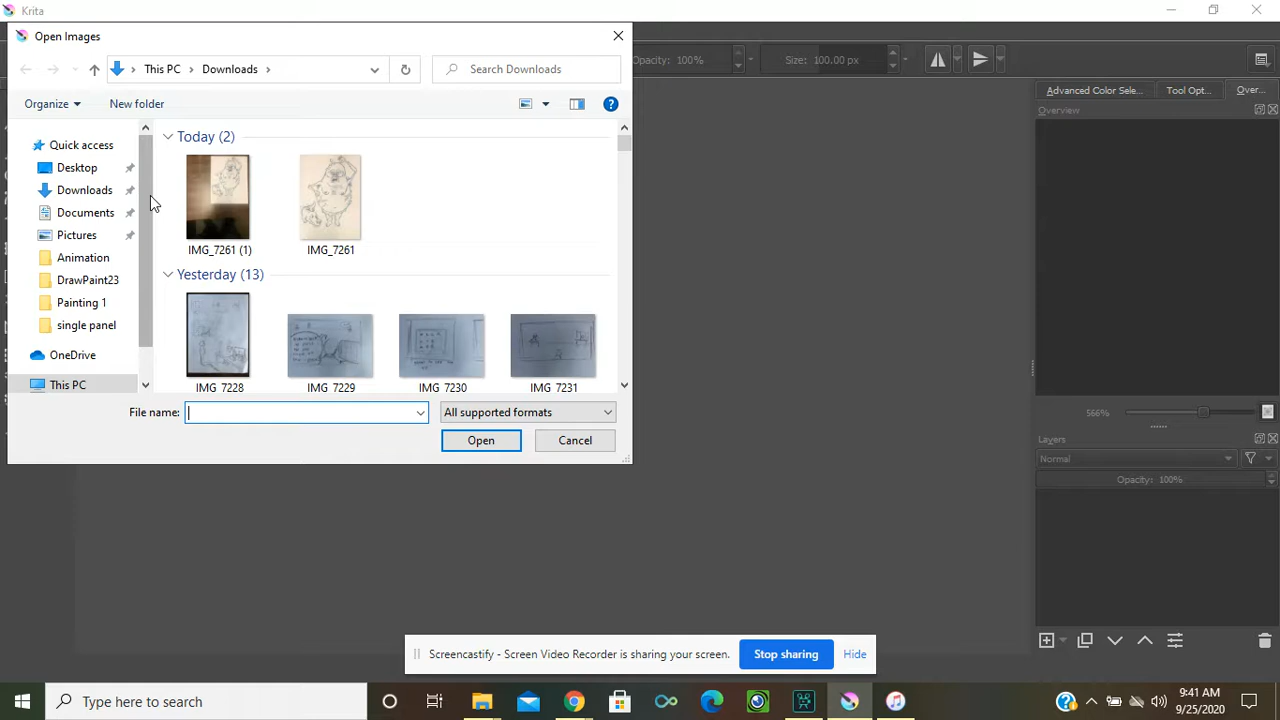 Krita
Open Images
This PC > Downloads >
Search Downloads
Opacity: 100%
Size: 100.00 px
Organize
New folder
Advanced Color Sele...
Tool Opt...
Over...
Overview
Quick access
Desktop
Downloads
Documents
Pictures
Animation
DrawPaint23
Painting 1
single panel
OneDrive
This PC
Today (2)
IMG_7261 (1)
IMG_7261
Yesterday (13)
IMG_7228
IMG_7229
IMG_7230
IMG_7231
File name:
All supported formats
Open
Cancel
566%
Layers
Normal
Opacity: 100%
Screencastify - Screen Video Recorder is sharing your screen.
Stop sharing
Hide
Type here to search
9:41 AM
9/25/2020